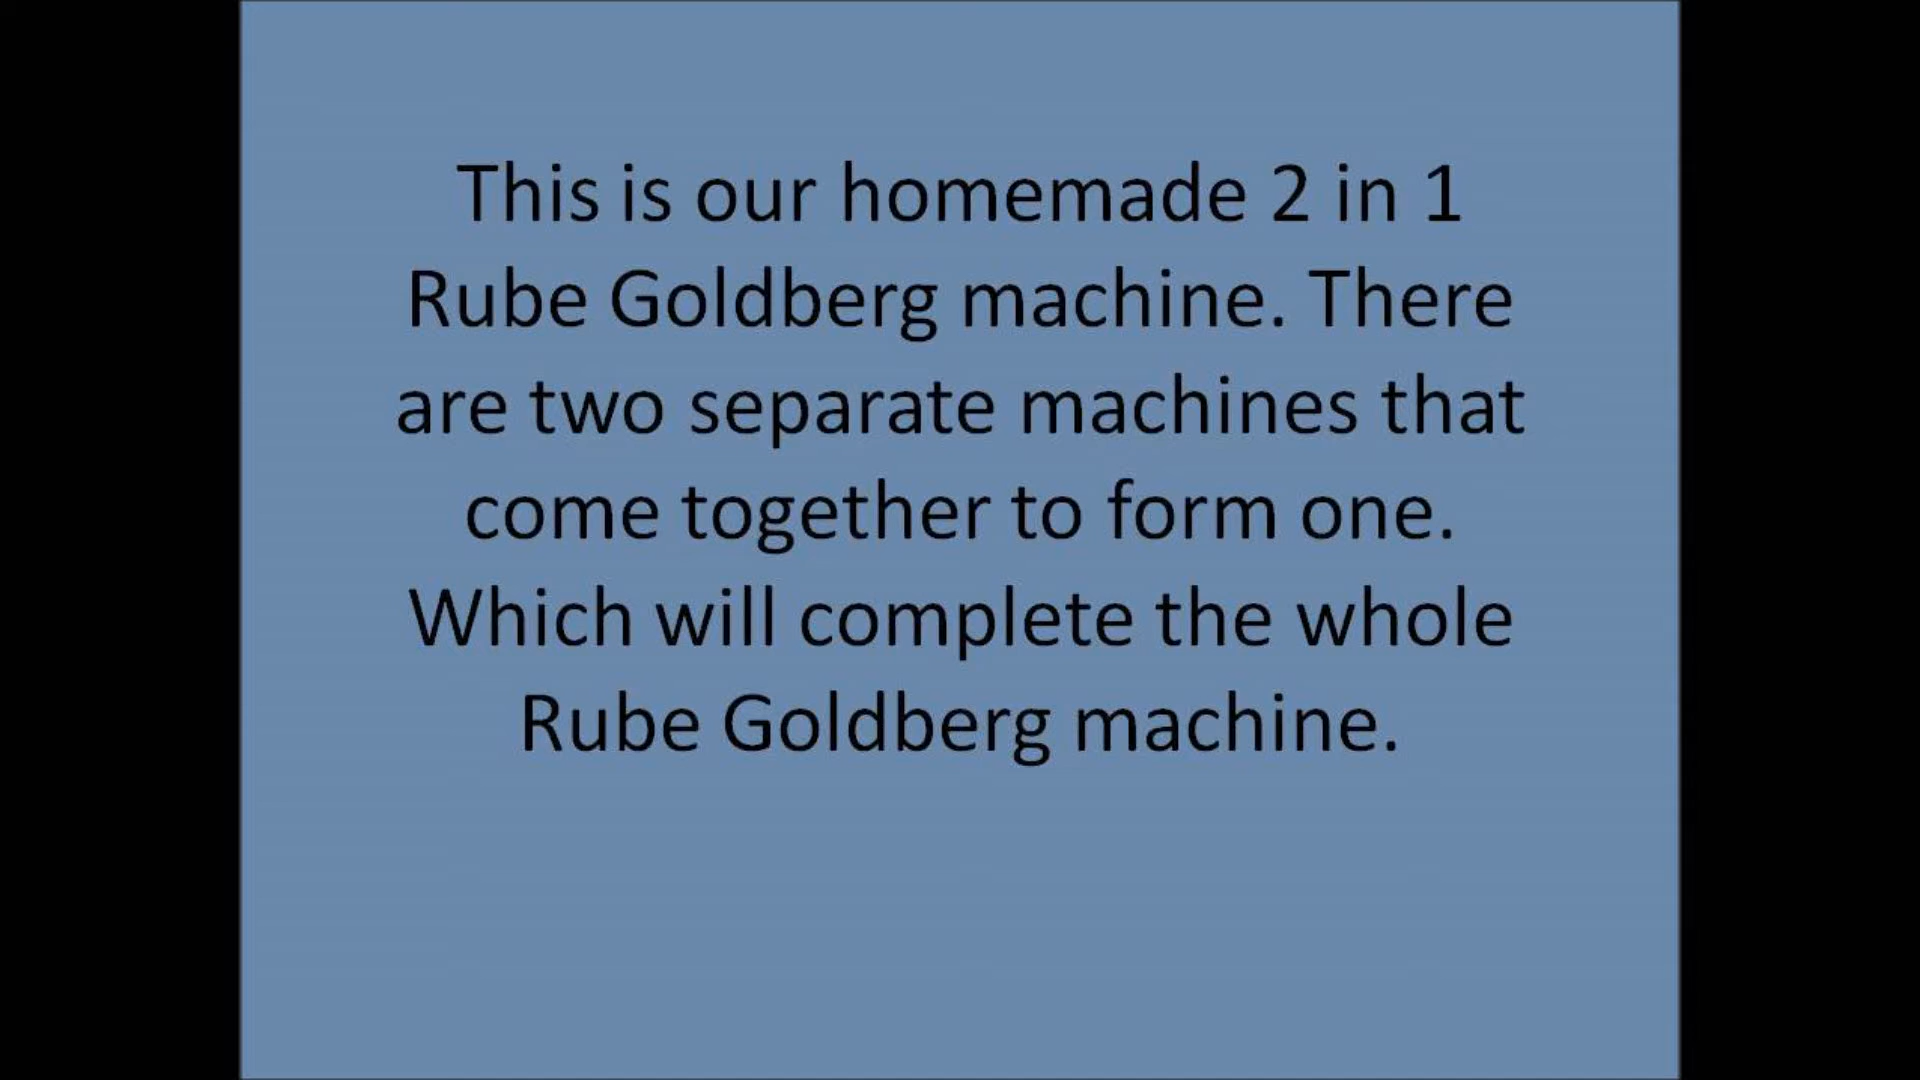 This is our homemade 2 in 1
Rube Goldberg machine. There
are two separate machines that
come together to form one.
Which will complete the whole
Rube Goldberg machine.